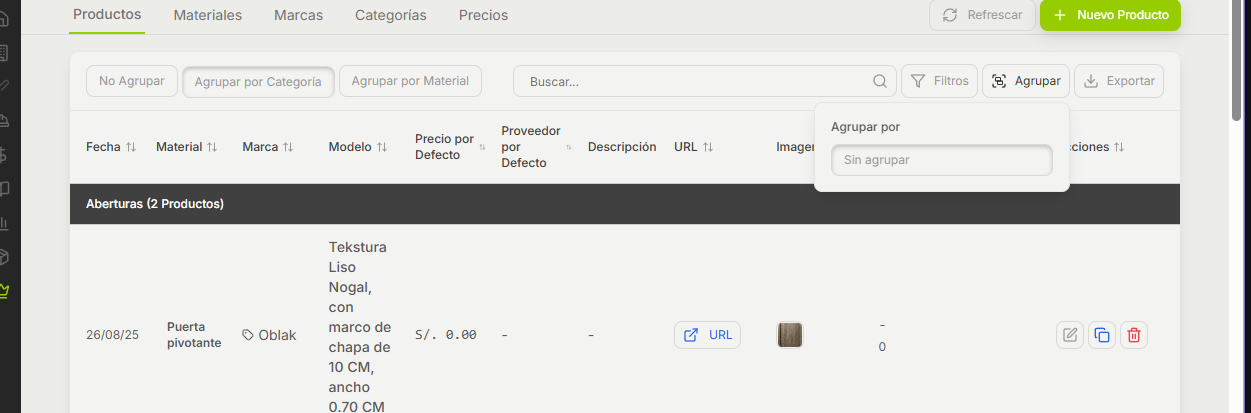 Productos Materiales Marcas Categorías Precios Refrescar Nuevo Producto
No Agrupar Agrupar por Categoría Agrupar por Material Buscar... Filtros Agrupar Exportar
Agrupar por
Sin agrupar
Fecha Material Marca Modelo Precio por Defecto Proveedor por Defecto Descripción URL Imagen cciones
Aberturas (2 Productos)
26/08/25
Puerta
pivotante
Oblak
Tekstura
Liso
Nogal,
con
marco de
chapa de
10 CM,
ancho
0.70 CM
S/. 0.00
-
-
URL
-
0